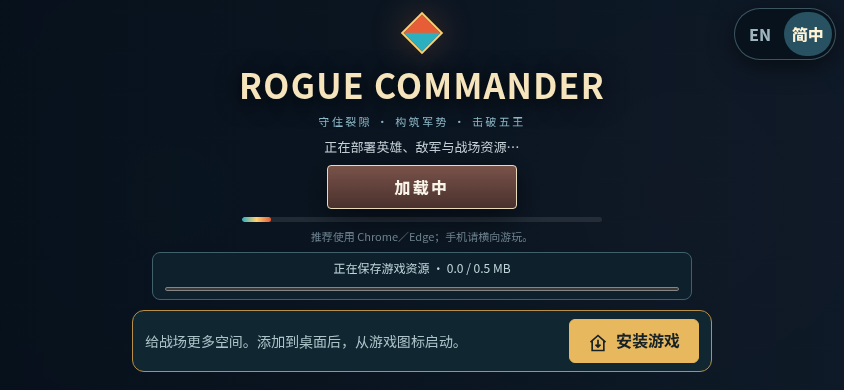 EN 简中
ROGUE COMMANDER
守住裂隙 · 构筑军势 · 击破五王
正在部署英雄、敌军与战场资源…
加载中
推荐使用 Chrome／Edge；手机请横向游玩。
正在保存游戏资源 · 0.0 / 0.5 MB
给战场更多空间。添加到桌面后，从游戏图标启动。
安装游戏